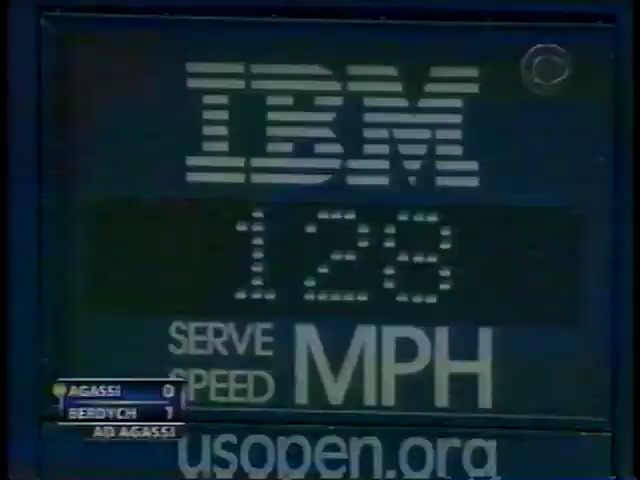 IBM
128
SERVE SPEED MPH
AGASSI 0
BERDYCH 1
AD AGASSI
usopen.org